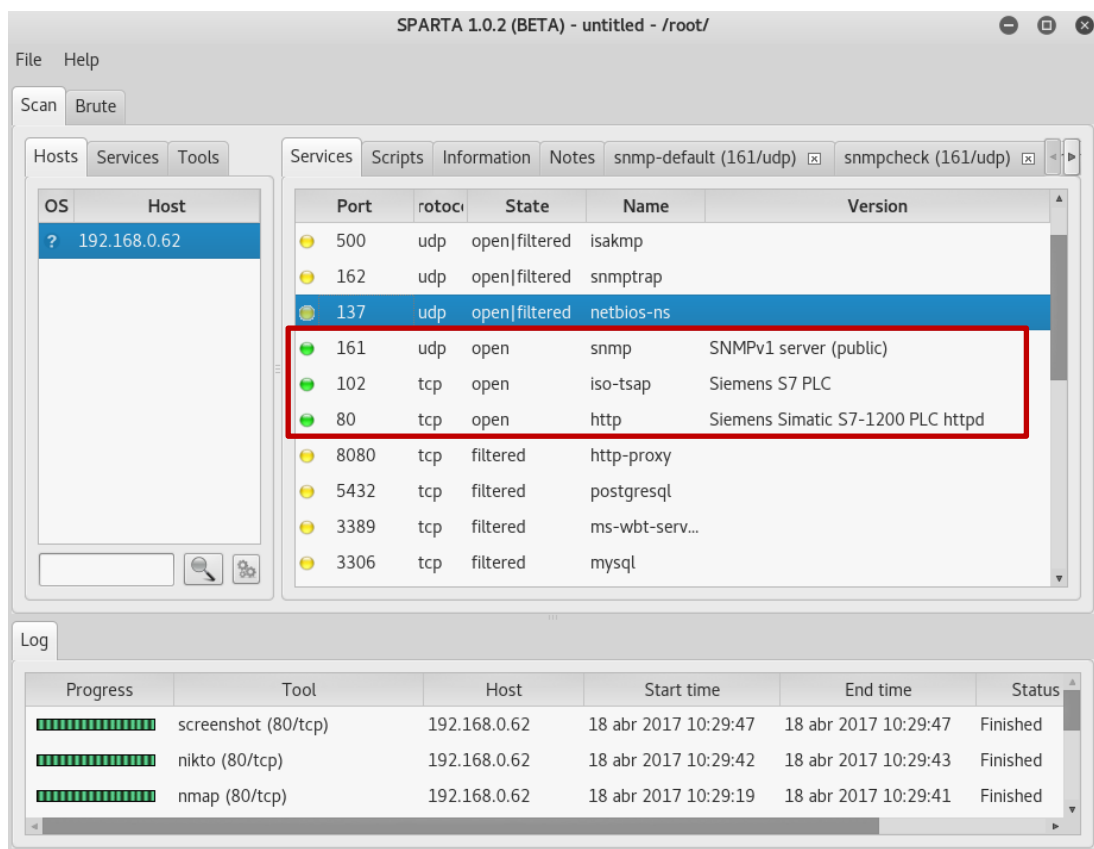 SPARTA 1.0.2 (BETA) - untitled - /root/
File Help
Scan Brute
Hosts Services Tools
Services Scripts Information Notes snmp-default (161/udp) snmpcheck (161/udp)
OS Host
? 192.168.0.62
Port rotoc State Name Version
500 udp open|filtered isakmp
162 udp open|filtered snmptrap
137 udp open|filtered netbios-ns
161 udp open snmp SNMPv1 server (public)
102 tcp open iso-tsap Siemens S7 PLC
80 tcp open http Siemens Simatic S7-1200 PLC httpd
8080 tcp filtered http-proxy
5432 tcp filtered postgresql
3389 tcp filtered ms-wbt-serv...
3306 tcp filtered mysql
Log
Progress Tool Host Start time End time Status
screenshot (80/tcp) 192.168.0.62 18 abr 2017 10:29:47 18 abr 2017 10:29:47 Finished
nikto (80/tcp) 192.168.0.62 18 abr 2017 10:29:42 18 abr 2017 10:29:43 Finished
nmap (80/tcp) 192.168.0.62 18 abr 2017 10:29:19 18 abr 2017 10:29:41 Finished